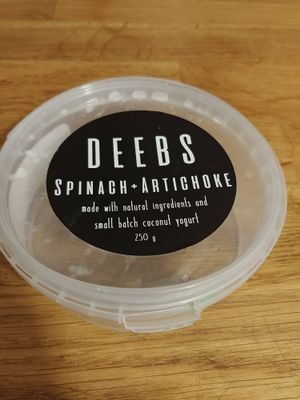 DEEBS
SPINACH + ARTICHOKE
made with natural ingredients and
small batch coconut yogurt
250 g